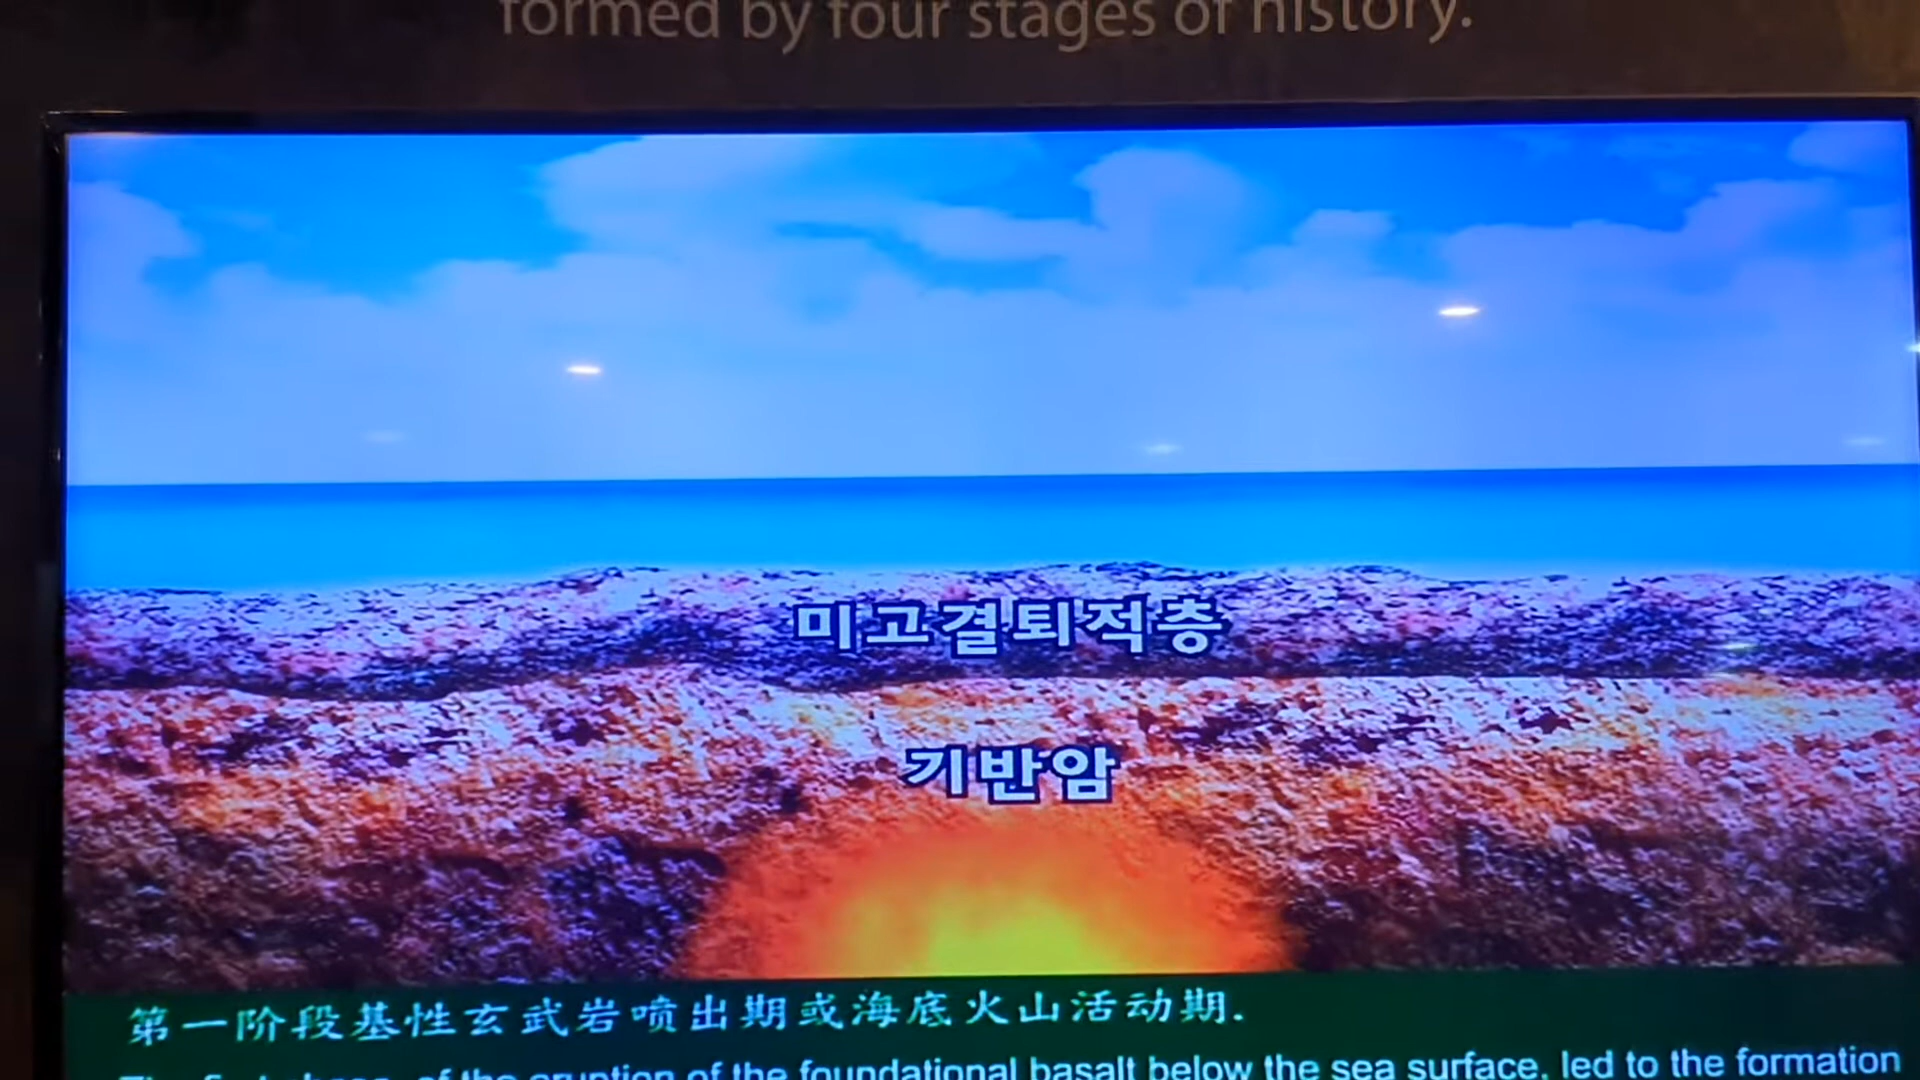 formed by four stages of history.
미고결퇴적층
기반암
第一阶段基性玄武岩喷出期或海底火山活动期.
of the eruption of the foundational basalt below the sea surface, led to the formation